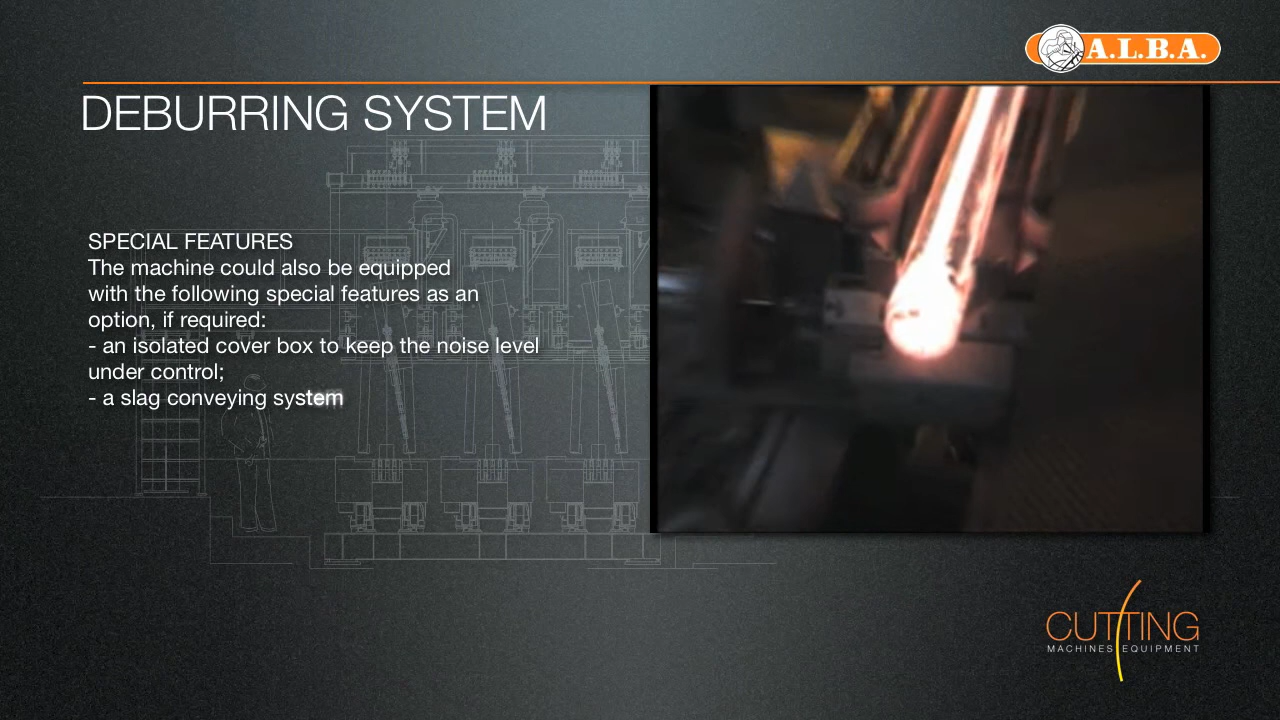 A.L.B.A.
DEBURRING SYSTEM
SPECIAL FEATURES
The machine could also be equipped
with the following special features as an
option, if required:
- an isolated cover box to keep the noise level
under control;
- a slag conveying system
CUTTING
MACHINES EQUIPMENT